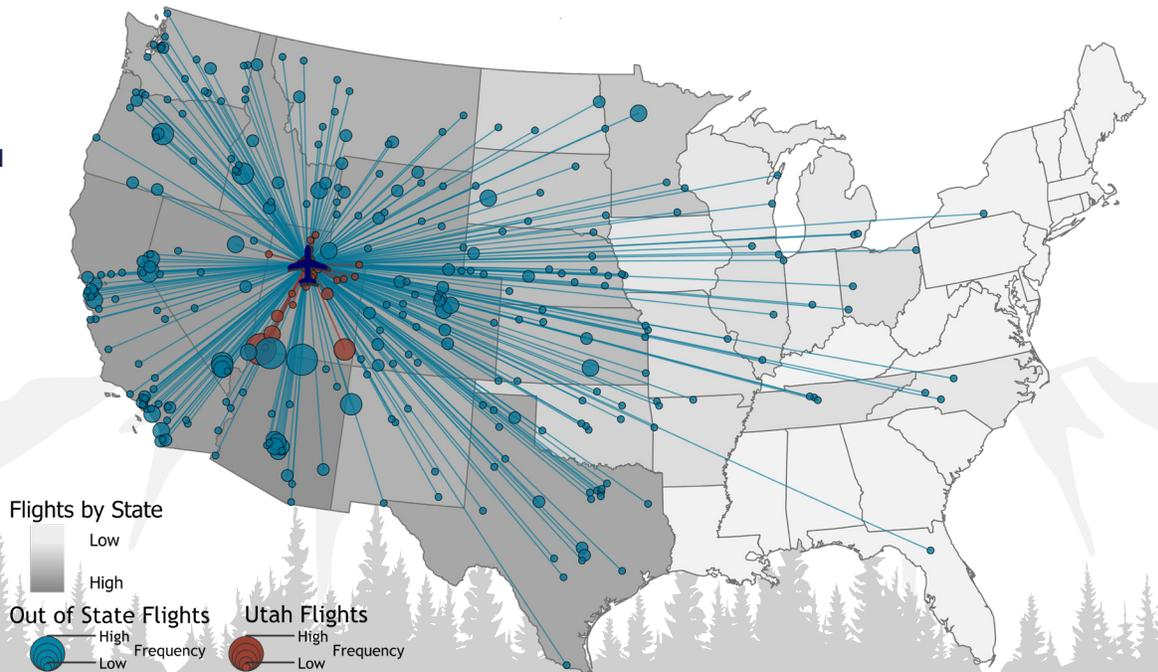 Flights by State
Low
High
Out of State Flights
High
Frequency
Low
Utah Flights
High
Frequency
Low